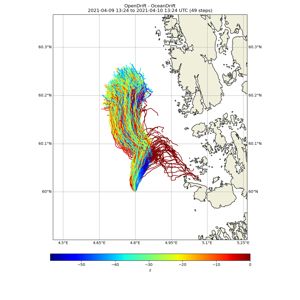 OpenDrift - OceanDrift
2021-04-09 13:24 to 2021-04-10 13:24 UTC (49 steps)
60.3°N 60.3°N
60.2°N 60.2°N
60.1°N 60.1°N
60°N 60°N
4.5°E 4.65°E 4.8°E 4.95°E 5.1°E 5.25°E
−50 −40 −30 −20 −10 0
z